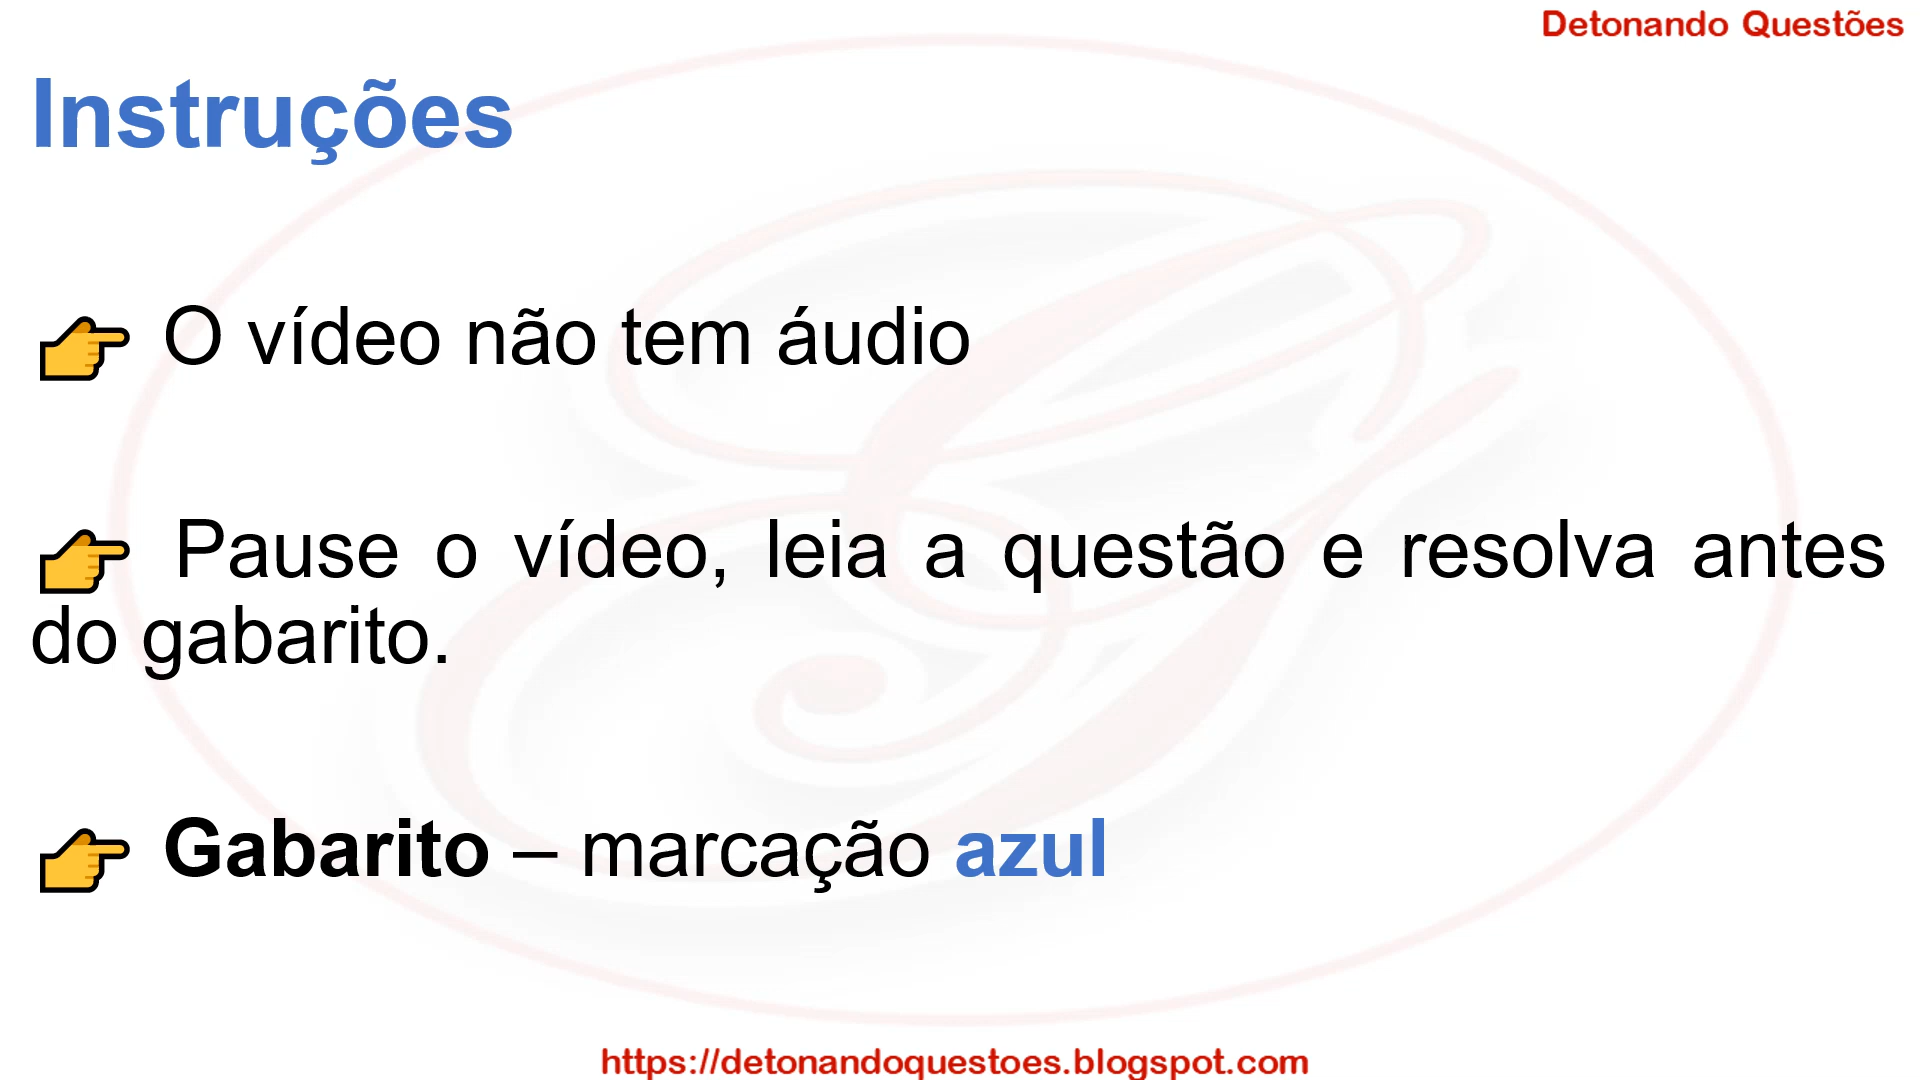 Detonando Questões
Instruções
👉 O vídeo não tem áudio
👉 Pause o vídeo, leia a questão e resolva antes
do gabarito.
👉 Gabarito – marcação azul
https://detonandoquestoes.blogspot.com